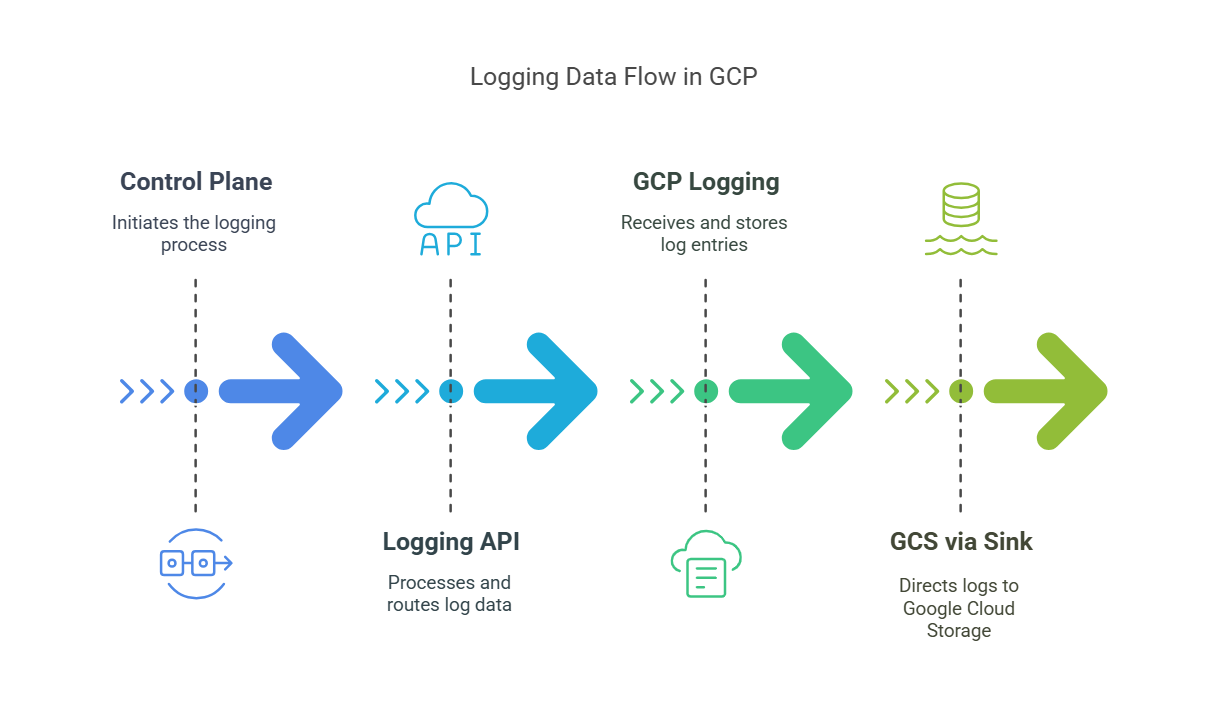 Logging Data Flow in GCP
Control Plane
Initiates the logging
process
API
Logging API
Processes and
routes log data
GCP Logging
Receives and stores
log entries
GCS via Sink
Directs logs to
Google Cloud
Storage